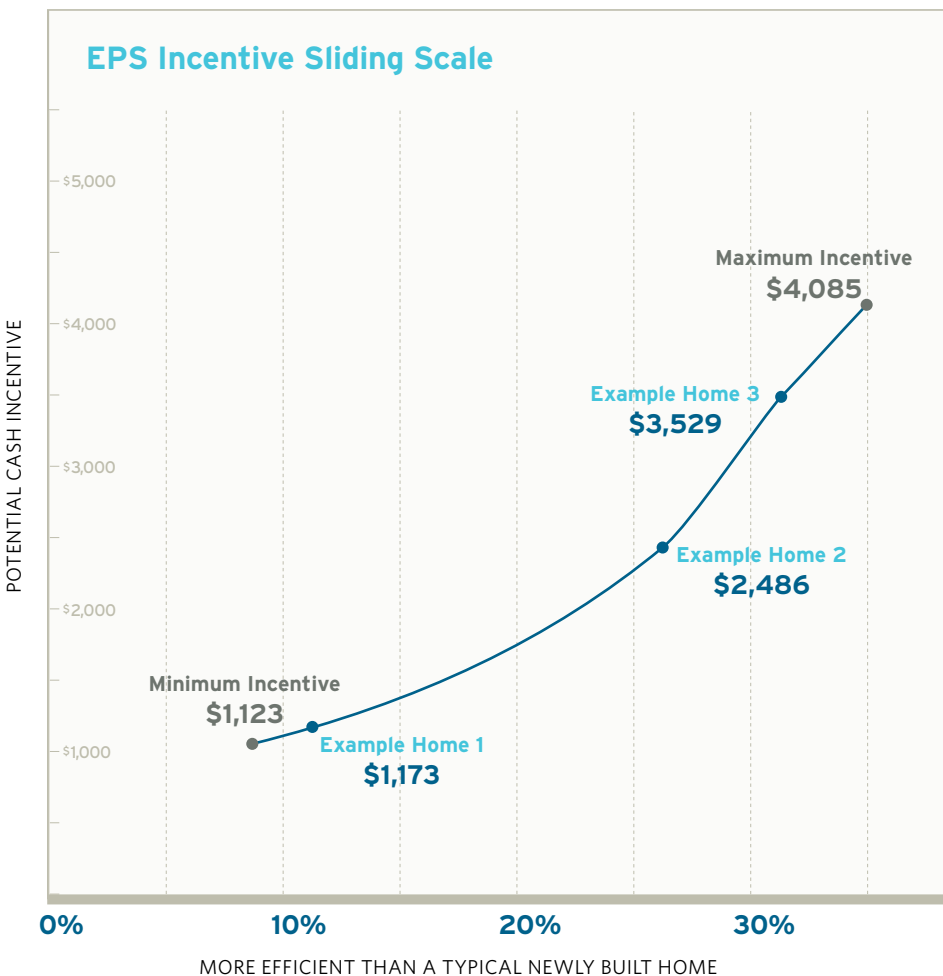 EPS Incentive Sliding Scale
$5,000
Maximum Incentive
$4,085
$4,000
Example Home 3
$3,529
$3,000
Example Home 2
$2,486
$2,000
Minimum Incentive
$1,123
Example Home 1
$1,000
$1,173
POTENTIAL CASH INCENTIVE
0% 10% 20% 30%
MORE EFFICIENT THAN A TYPICAL NEWLY BUILT HOME